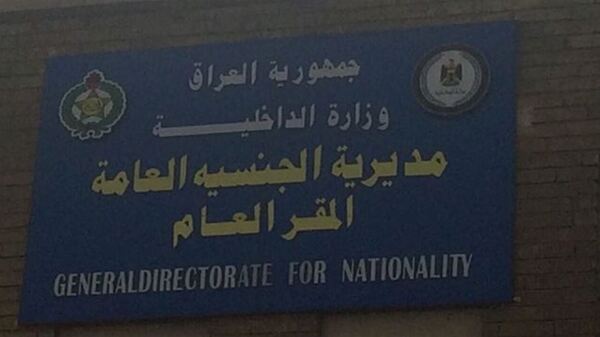 جمهورية العراق
وزارة الداخلية
مديرية الجنسيه العامة
المقر العام
GENERALDIRECTORATE FOR NATIONALITY